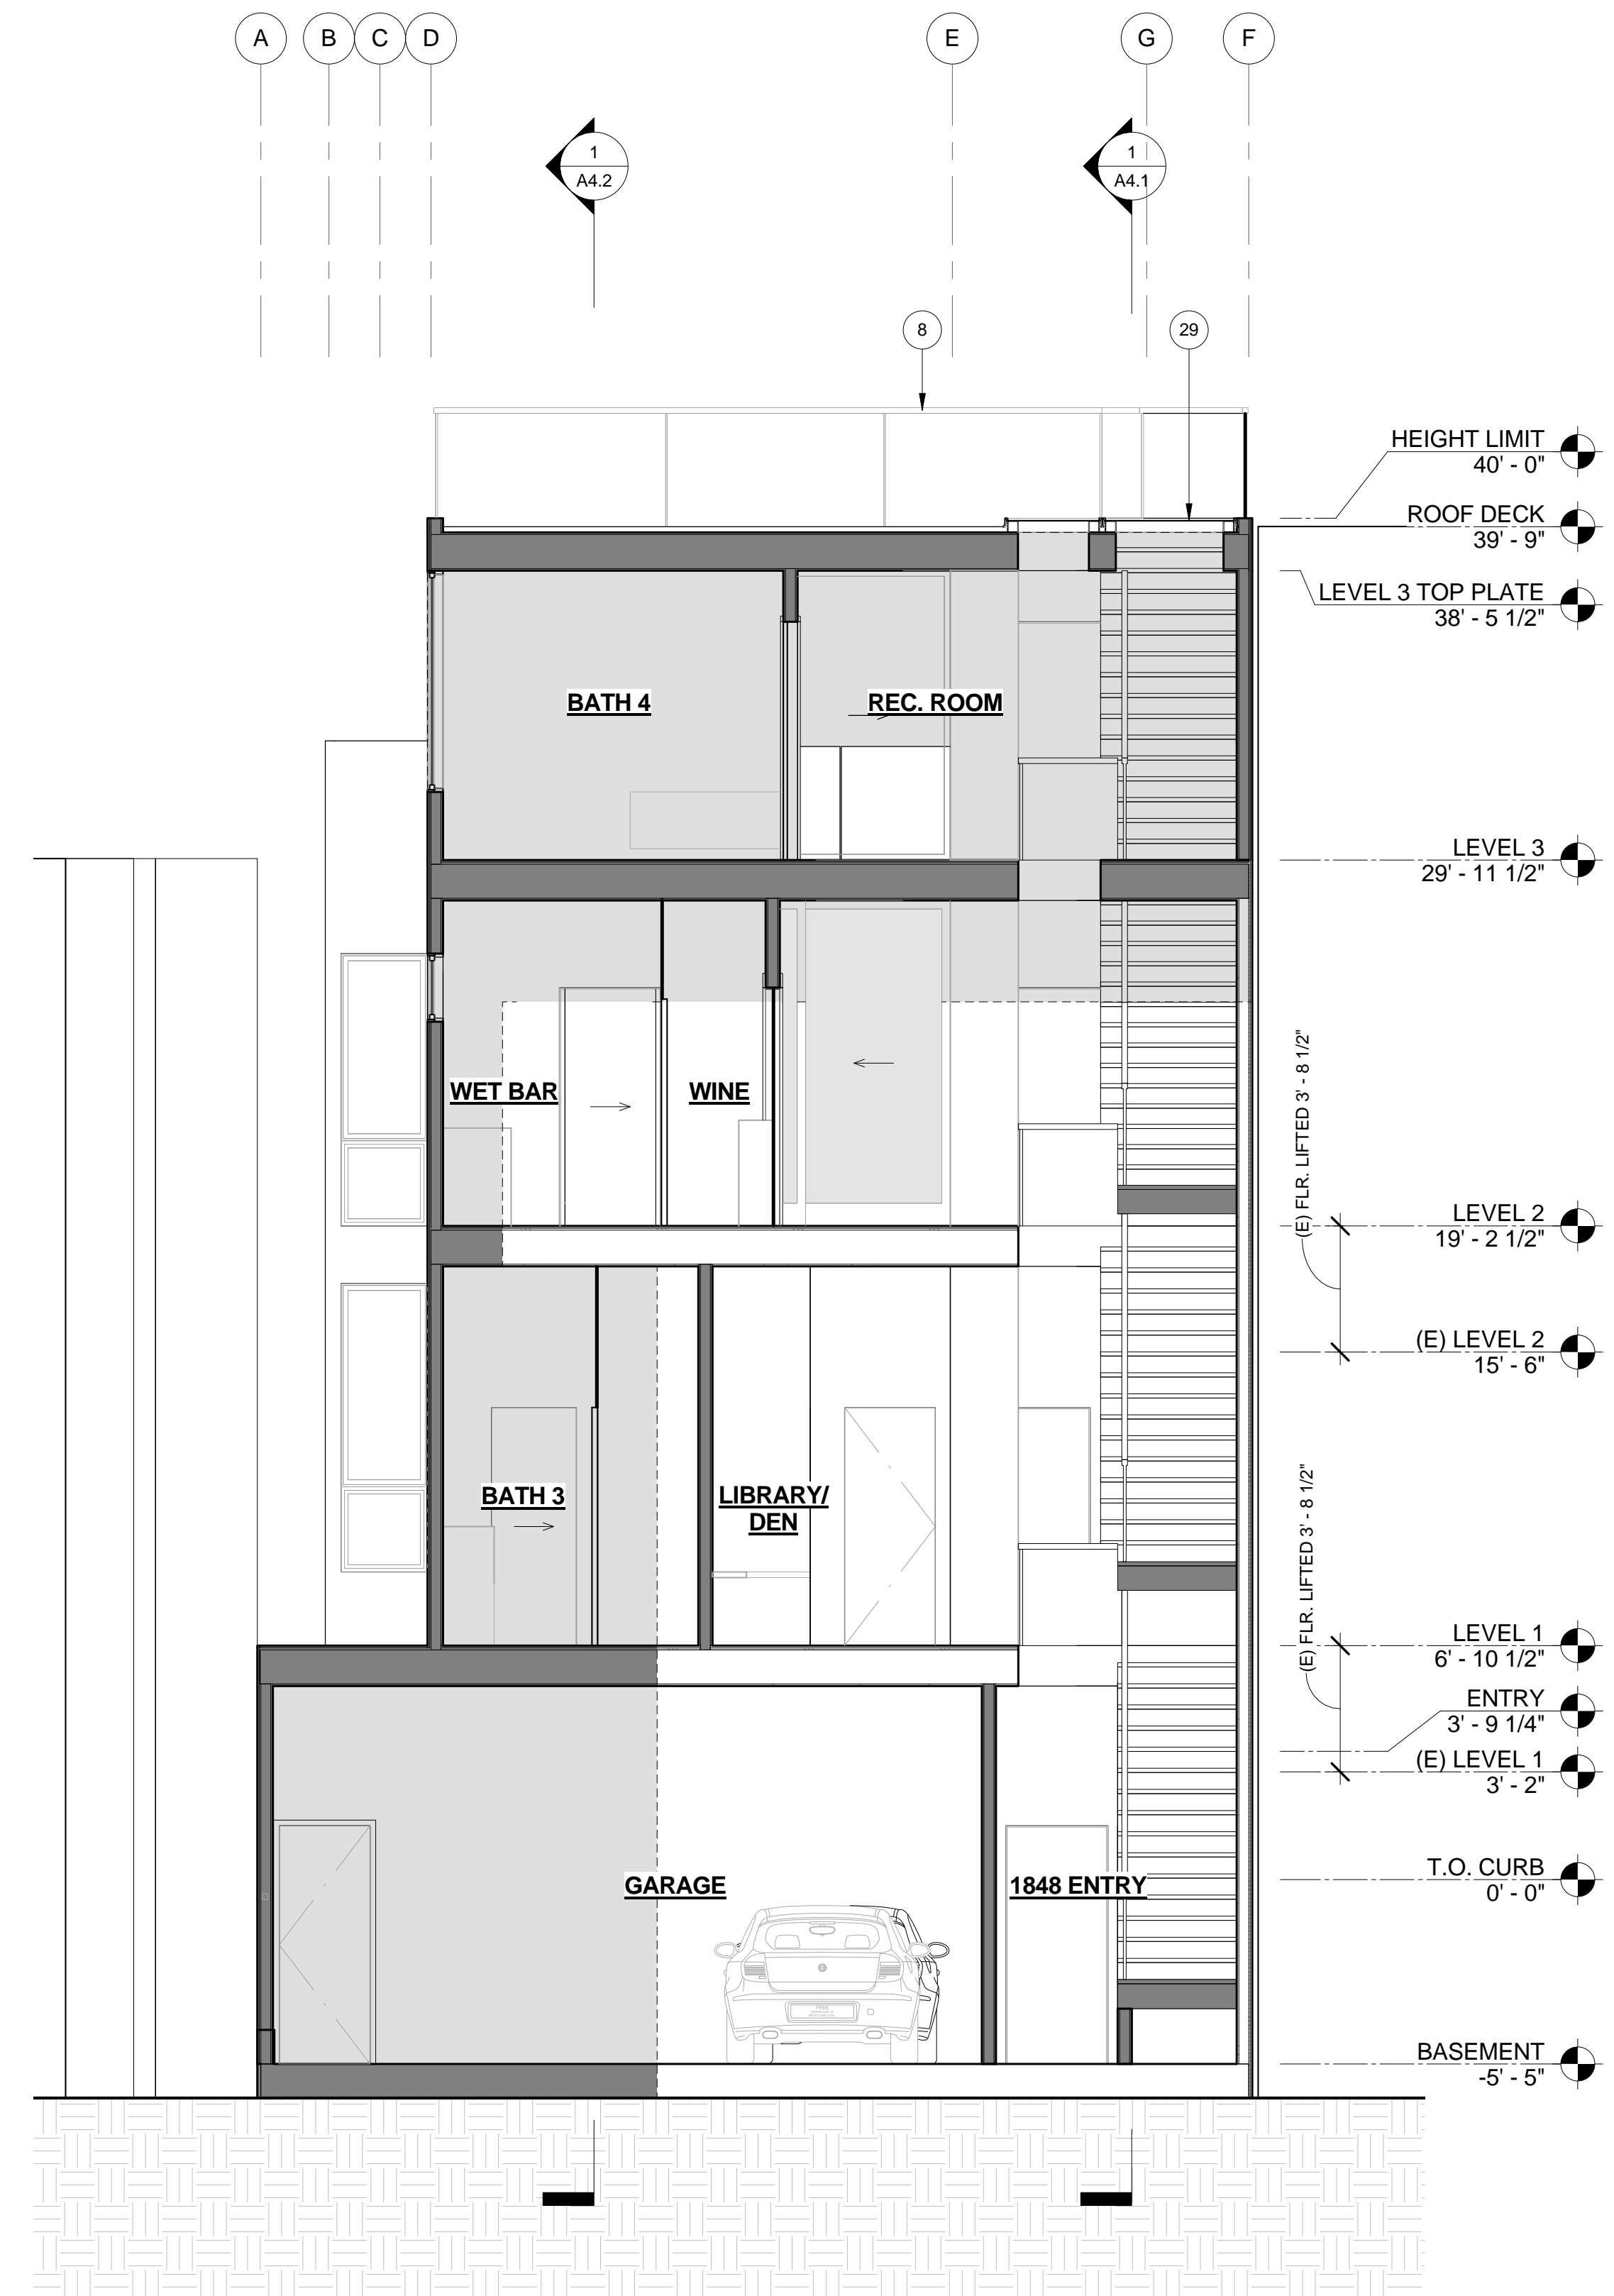 A B C D E G F
1
A4.2
1
A4.1
8
29
HEIGHT LIMIT
40' - 0"
ROOF DECK
39' - 9"
LEVEL 3 TOP PLATE
38' - 5 1/2"
BATH 4
REC. ROOM
LEVEL 3
29' - 11 1/2"
WET BAR
WINE
(E) FLR. LIFTED 3' - 8 1/2"
LEVEL 2
19' - 2 1/2"
(E) LEVEL 2
15' - 6"
BATH 3
LIBRARY/
DEN
(E) FLR. LIFTED 3' - 8 1/2"
LEVEL 1
6' - 10 1/2"
ENTRY
3' - 9 1/4"
(E) LEVEL 1
3' - 2"
GARAGE
1848 ENTRY
T.O. CURB
0' - 0"
FREE
BASEMENT
-5' - 5"